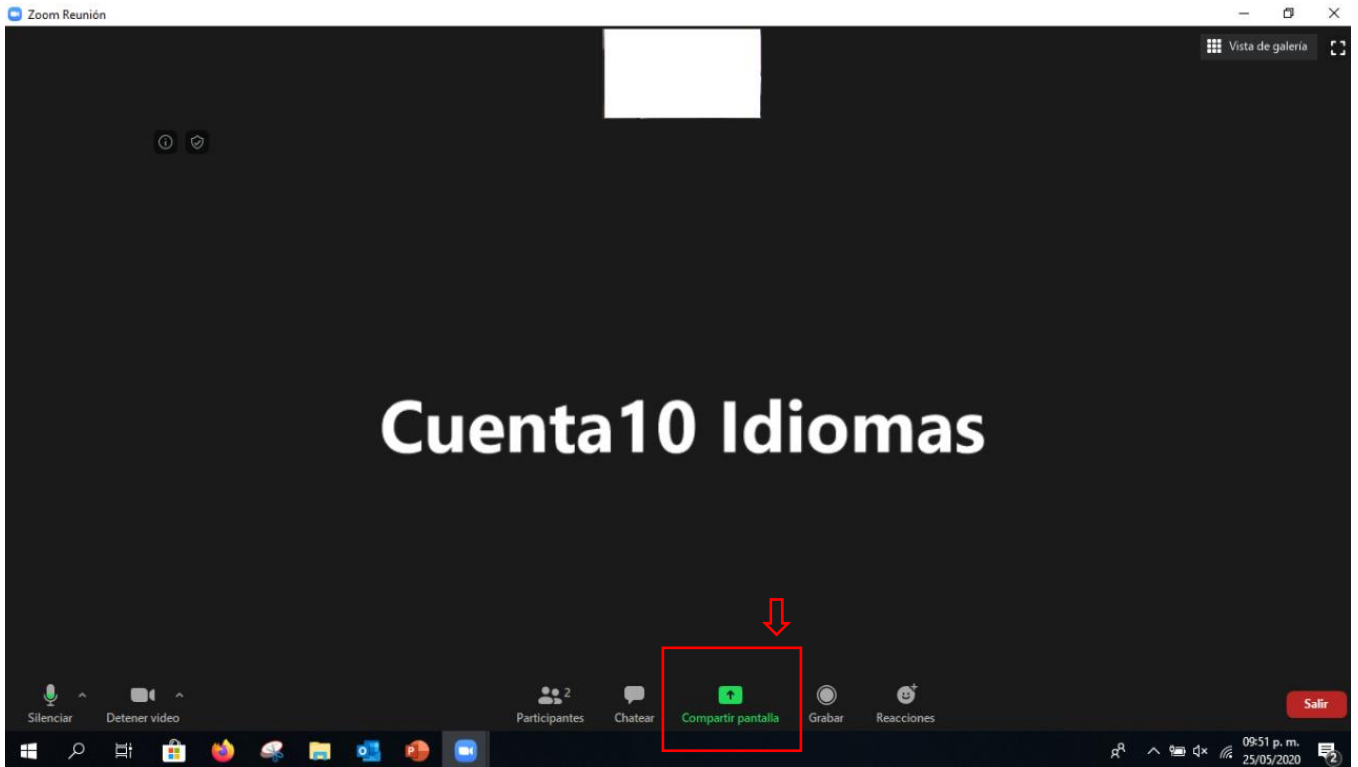 Zoom Reunión
Vista de galería
Cuenta10 Idiomas
Silenciar
Detener video
2
Participantes
Chatear
Compartir pantalla
Grabar
Reacciones
Salir
09:51 p. m.
25/05/2020
2